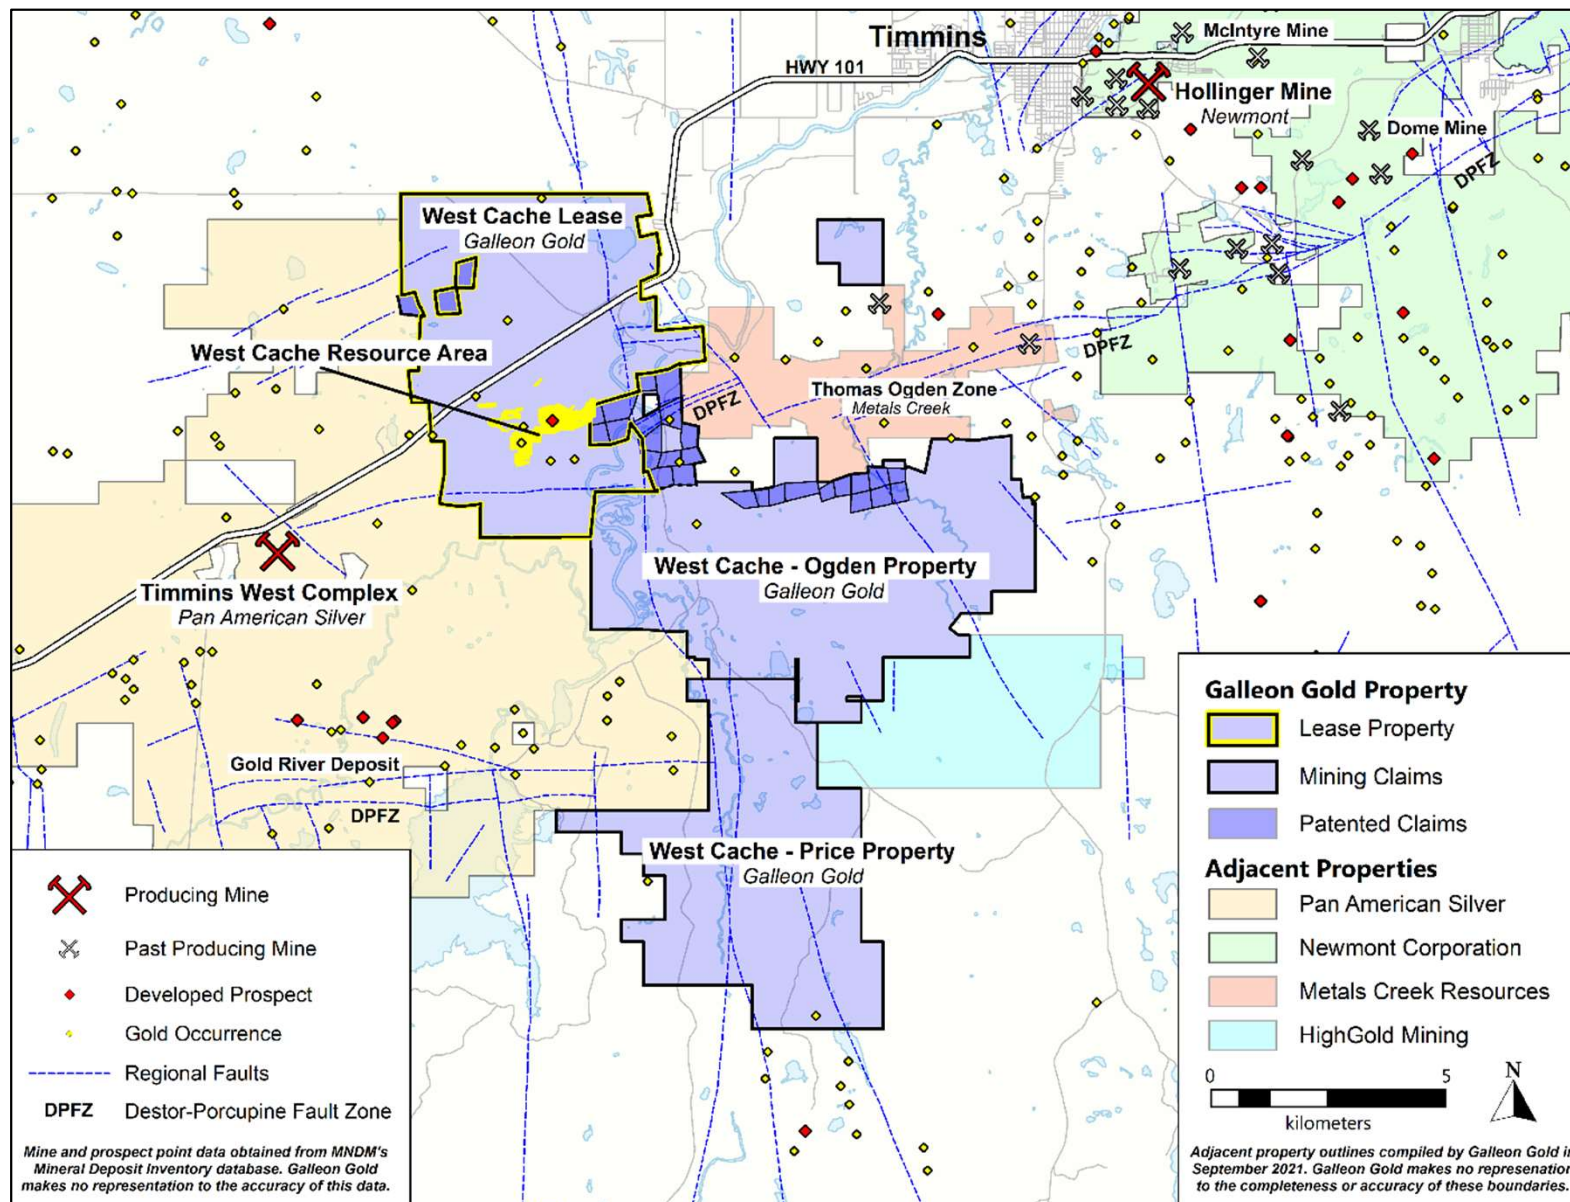 Timmins
McIntyre Mine
HWY 101
Hollinger Mine
Newmont
Dome Mine
DPFZ
West Cache Lease
Galleon Gold
West Cache Resource Area
DPFZ
Thomas Ogden Zone
Metals Creek
DPFZ
West Cache - Ogden Property
Galleon Gold
Timmins West Complex
Pan American Silver
Gold River Deposit
DPFZ
West Cache - Price Property
Galleon Gold
Producing Mine
Past Producing Mine
Developed Prospect
Gold Occurrence
Regional Faults
DPFZ Destor-Porcupine Fault Zone
Mine and prospect point data obtained from MNDM's
Mineral Deposit Inventory database. Galleon Gold
makes no representation to the accuracy of this data.
Galleon Gold Property
Lease Property
Mining Claims
Patented Claims
Adjacent Properties
Pan American Silver
Newmont Corporation
Metals Creek Resources
HighGold Mining
0 5
kilometers
N
Adjacent property outlines compiled by Galleon Gold in
September 2021. Galleon Gold makes no represenation
to the completeness or accuracy of these boundaries.